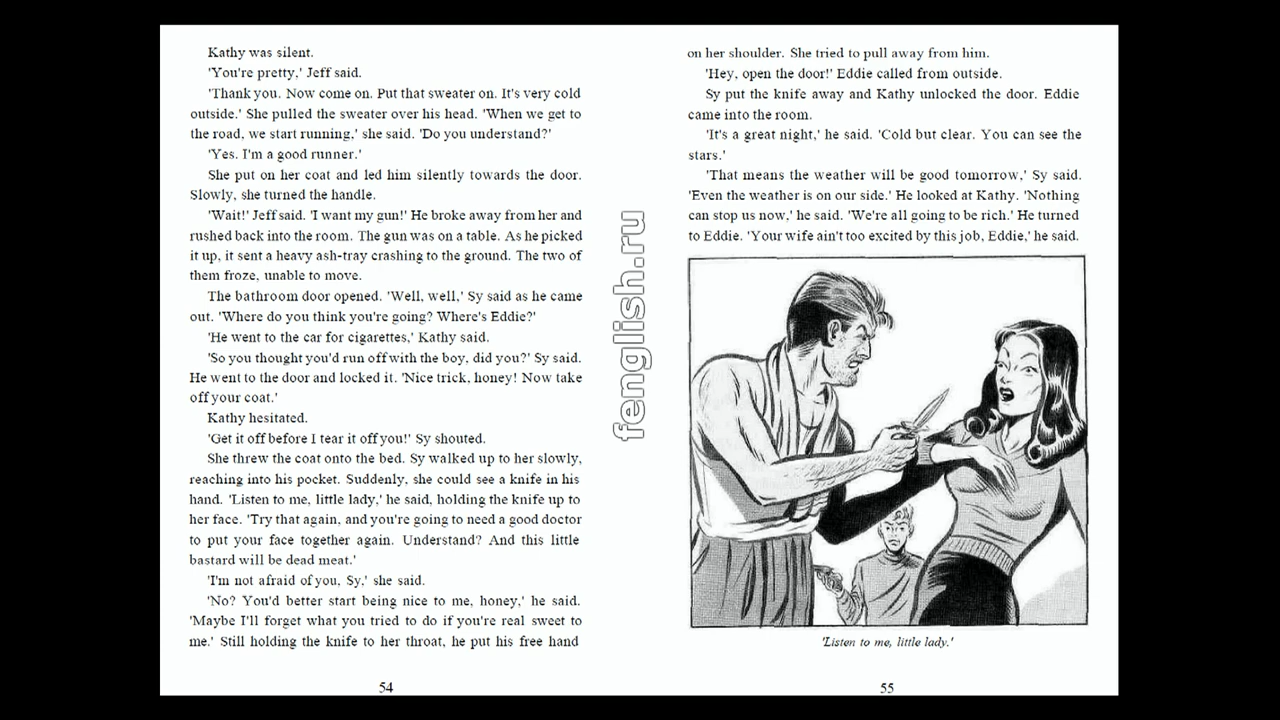 Kathy was silent.
'You're pretty,' Jeff said.
'Thank you. Now come on. Put that sweater on. It's very cold
outside.' She pulled the sweater over his head. 'When we get to
the road, we start running,' she said. 'Do you understand?'
'Yes. I'm a good runner.'
She put on her coat and led him silently towards the door.
Slowly, she turned the handle.
'Wait!' Jeff said. 'I want my gun!' He broke away from her and
rushed back into the room. The gun was on a table. As he picked
it up, it sent a heavy ash-tray crashing to the ground. The two of
them froze, unable to move.
The bathroom door opened. 'Well, well,' Sy said as he came
out. 'Where do you think you're going? Where's Eddie?'
'He went to the car for cigarettes,' Kathy said.
'So you thought you'd run off with the boy, did you?' Sy said.
He went to the door and locked it. 'Nice trick, honey! Now take
off your coat.'
Kathy hesitated.
'Get it off before I tear it off you!' Sy shouted.
She threw the coat onto the bed. Sy walked up to her slowly,
reaching into his pocket. Suddenly, she could see a knife in his
hand. 'Listen to me, little lady,' he said, holding the knife up to
her face. 'Try that again, and you're going to need a good doctor
to put your face together again. Understand? And this little
bastard will be dead meat.'
'I'm not afraid of you, Sy,' she said.
'No? You'd better start being nice to me, honey,' he said.
'Maybe I'll forget what you tried to do if you're real sweet to
me.' Still holding the knife to her throat, he put his free hand
54
fenglish.ru
on her shoulder. She tried to pull away from him.
'Hey, open the door!' Eddie called from outside.
Sy put the knife away and Kathy unlocked the door. Eddie
came into the room.
'It's a great night,' he said. 'Cold but clear. You can see the
stars.'
'That means the weather will be good tomorrow,' Sy said.
'Even the weather is on our side.' He looked at Kathy. 'Nothing
can stop us now,' he said. 'We're all going to be rich.' He turned
to Eddie. 'Your wife ain't too excited by this job, Eddie,' he said.
'Listen to me, little lady.'
55